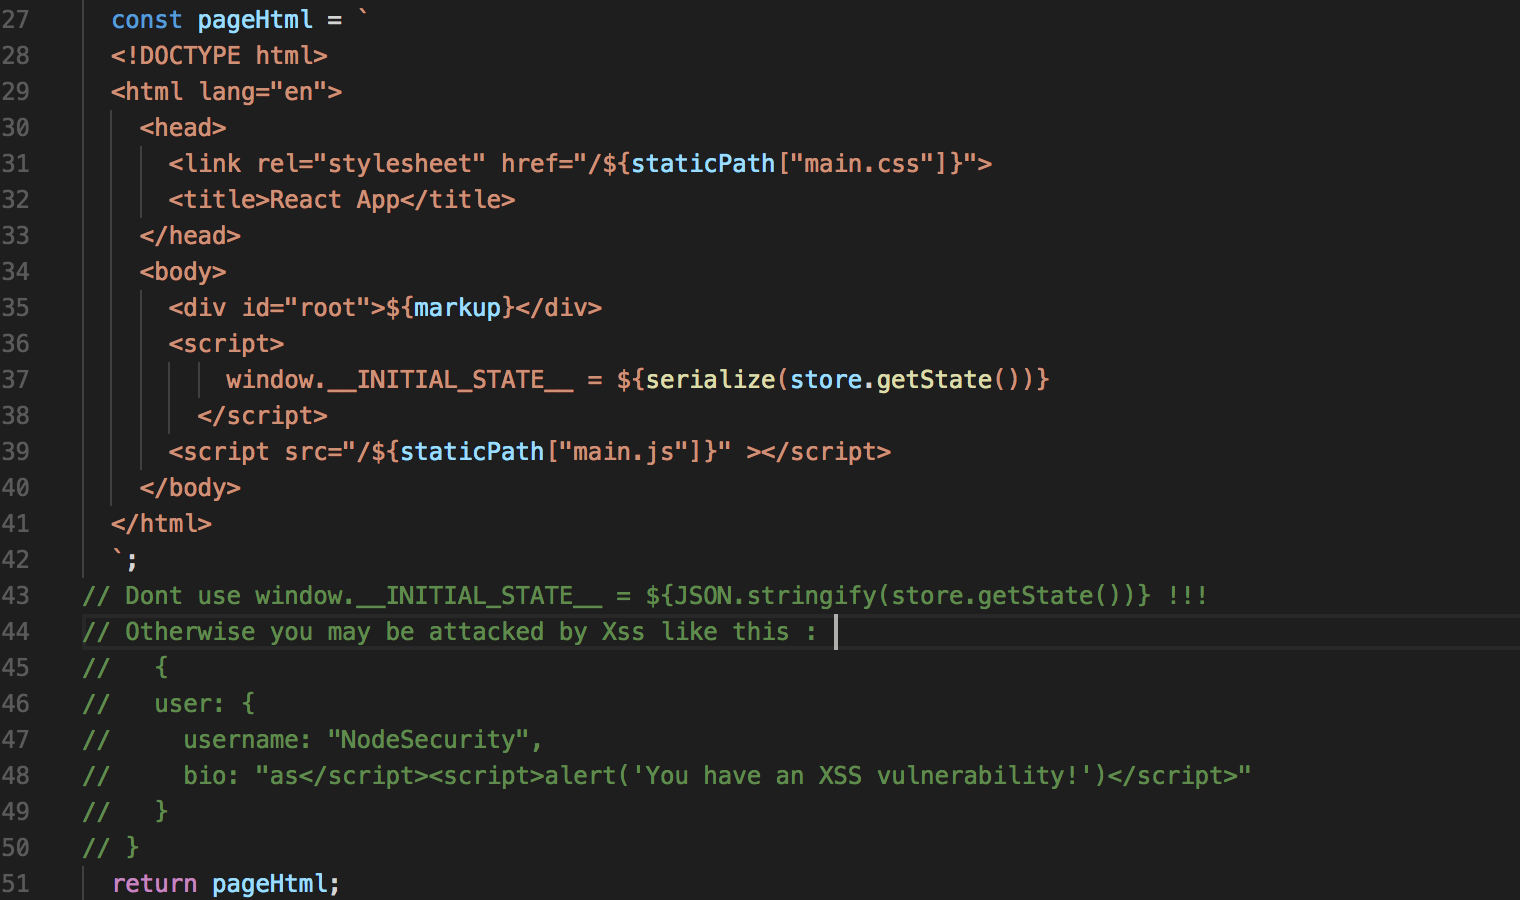 27 const pageHtml = `
28 <!DOCTYPE html>
29 <html lang="en">
30 <head>
31 <link rel="stylesheet" href="/${staticPath["main.css"]}">
32 <title>React App</title>
33 </head>
34 <body>
35 <div id="root">${markup}</div>
36 <script>
37 window.__INITIAL_STATE__ = ${serialize(store.getState())}
38 </script>
39 <script src="/${staticPath["main.js"]}" ></script>
40 </body>
41 </html>
42 `;
43 // Dont use window.__INITIAL_STATE__ = ${JSON.stringify(store.getState())} !!!
44 // Otherwise you may be attacked by Xss like this :
45 // {
46 // user: {
47 // username: "NodeSecurity",
48 // bio: "as</script><script>alert('You have an XSS vulnerability!')</script>"
49 // }
50 // }
51 return pageHtml;